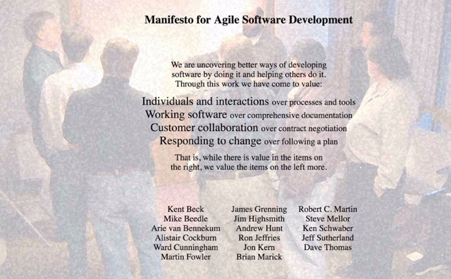 Manifesto for Agile Software Development
We are uncovering better ways of developing
software by doing it and helping others do it.
Through this work we have come to value:
Individuals and interactions over processes and tools
Working software over comprehensive documentation
Customer collaboration over contract negotiation
Responding to change over following a plan
That is, while there is value in the items on
the right, we value the items on the left more.
Kent Beck James Grenning Robert C. Martin
Mike Beedle Jim Highsmith Steve Mellor
Arie van Bennekum Andrew Hunt Ken Schwaber
Alistair Cockburn Ron Jeffries Jeff Sutherland
Ward Cunningham Jon Kern Dave Thomas
Martin Fowler Brian Marick